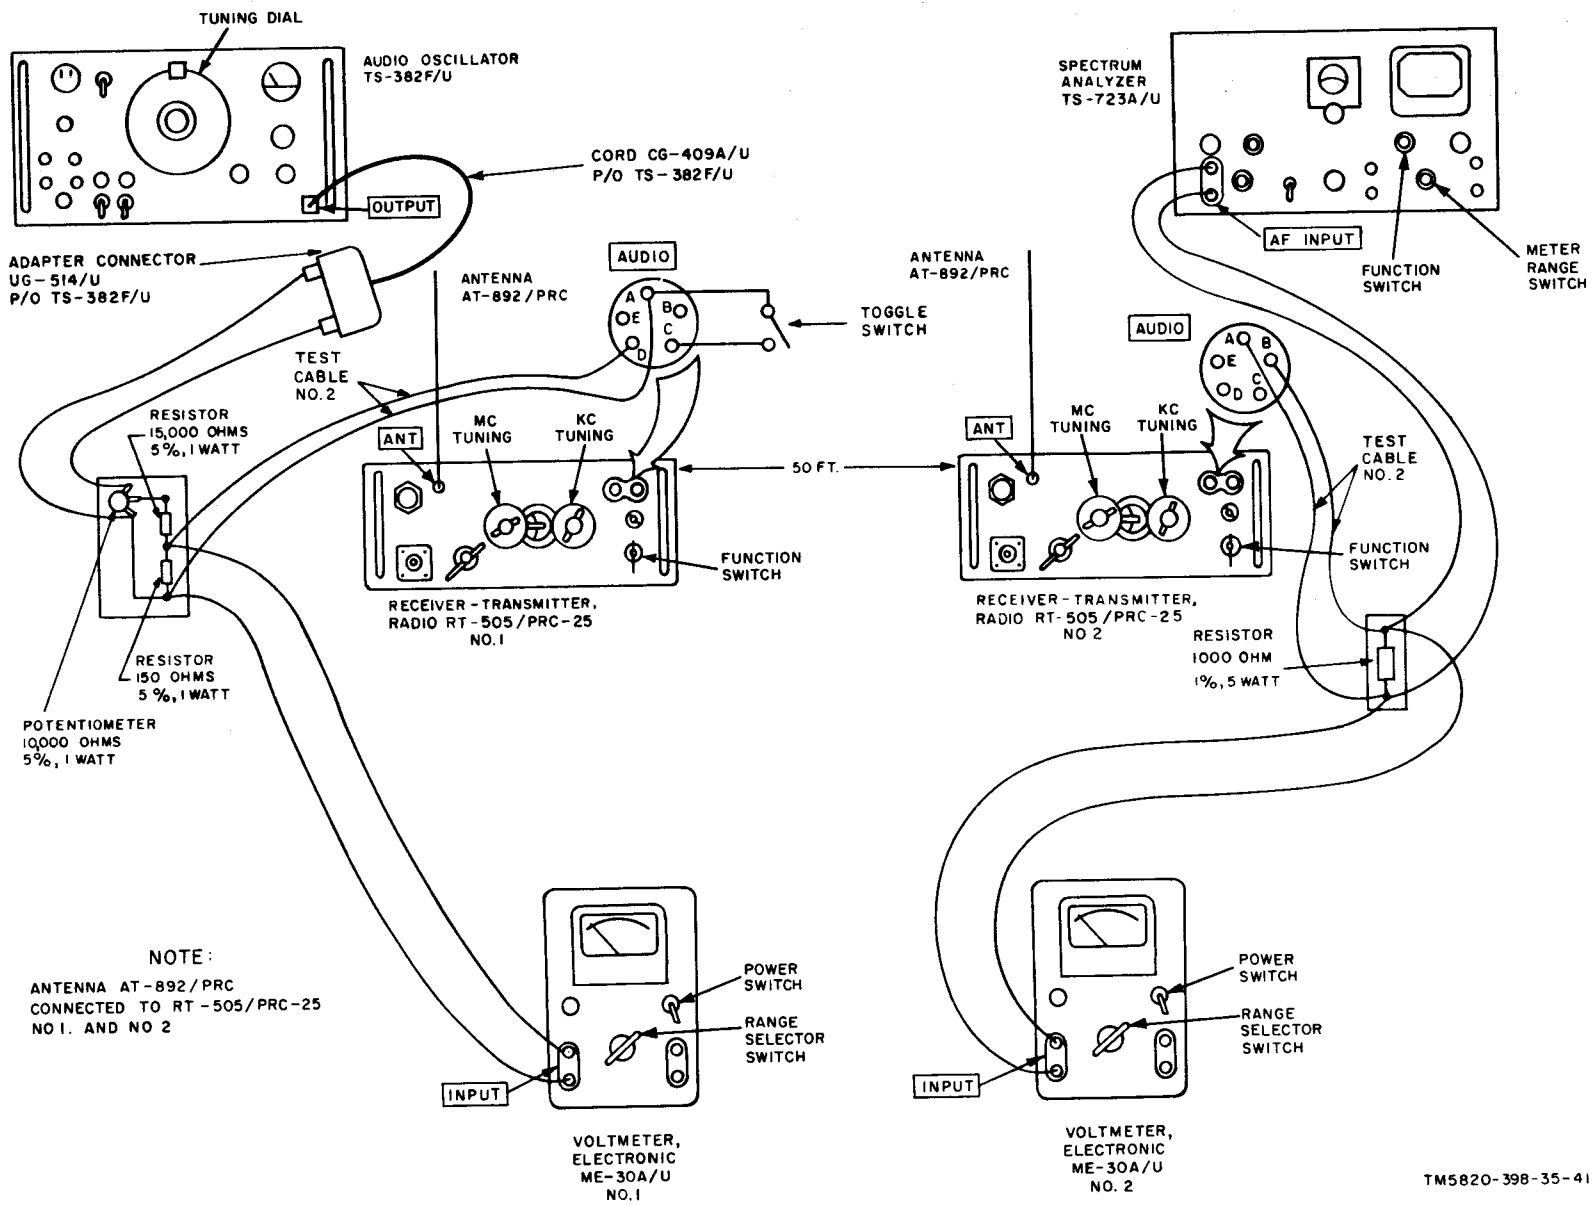 TUNING DIAL
AUDIO OSCILLATOR
TS-382F/U
CORD CG-409A/U
P/O TS-382F/U
OUTPUT
ADAPTER CONNECTOR
UG-514/U
P/O TS-382F/U
ANTENNA
AT-892/PRC
AUDIO
A
B
C
D
E
TOGGLE
SWITCH
TEST
CABLE
NO.2
RESISTOR
15,000 OHMS
5%, 1 WATT
ANT
MC
TUNING
KC
TUNING
50 FT.
FUNCTION
SWITCH
RECEIVER-TRANSMITTER,
RADIO RT-505/PRC-25
NO.1
RESISTOR
150 OHMS
5%, 1 WATT
POTENTIOMETER
10,000 OHMS
5%, 1 WATT
SPECTRUM
ANALYZER
TS-723A/U
AF INPUT
FUNCTION
SWITCH
METER
RANGE
SWITCH
ANTENNA
AT-892/PRC
AUDIO
A
B
E
C
D
ANT
MC
TUNING
KC
TUNING
TEST
CABLE
NO.2
FUNCTION
SWITCH
RECEIVER-TRANSMITTER,
RADIO RT-505/PRC-25
NO 2
RESISTOR
1000 OHM
1%, 5 WATT
NOTE:
ANTENNA AT-892/PRC
CONNECTED TO RT-505/PRC-25
NO 1. AND NO 2
POWER
SWITCH
RANGE
SELECTOR
SWITCH
INPUT
VOLTMETER,
ELECTRONIC
ME-30A/U
NO.1
POWER
SWITCH
RANGE
SELECTOR
SWITCH
INPUT
VOLTMETER,
ELECTRONIC
ME-30A/U
NO. 2
TM5820-398-35-41